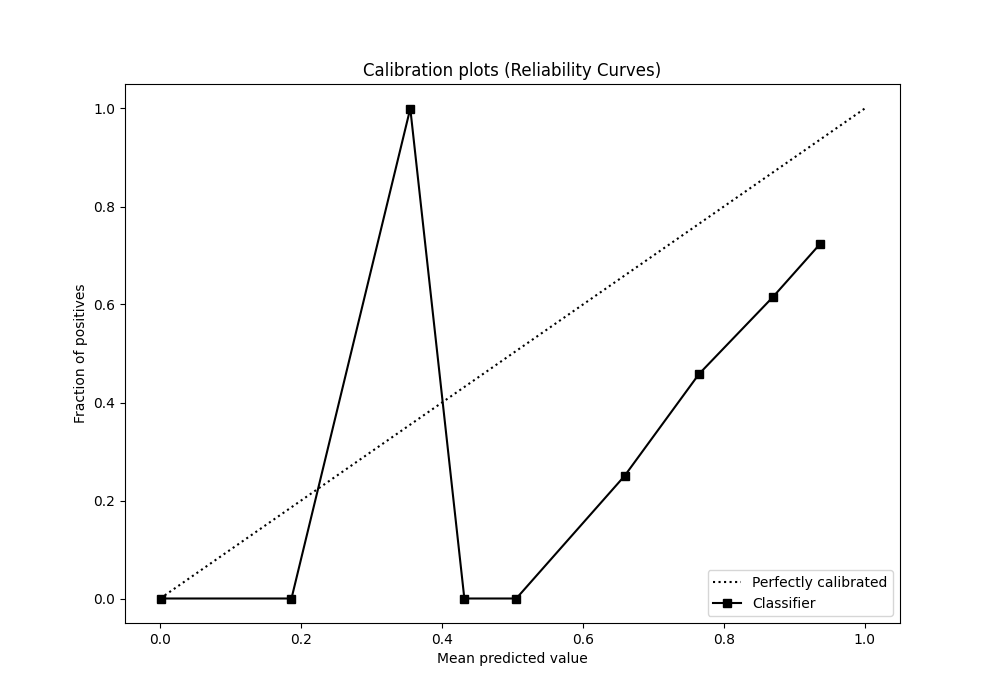 Calibration plots (Reliability Curves)
Fraction of positives
1.0
0.8
0.6
0.4
0.2
0.0
0.0 0.2 0.4 0.6 0.8 1.0
Mean predicted value
Perfectly calibrated
Classifier